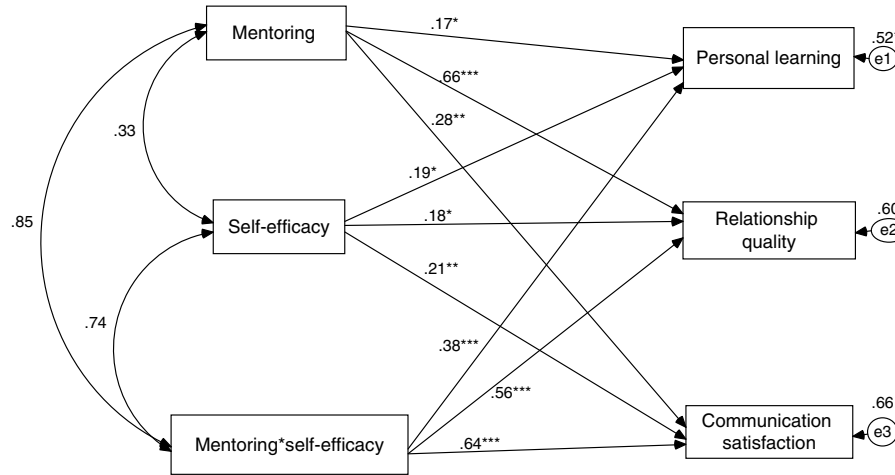 Mentoring
.17*
Personal learning
.52
e1
.66***
.28**
.33
.19*
.85
Self-efficacy
.18*
Relationship
quality
.60
e2
.21**
.74
.38***
.56***
Mentoring*self-efficacy
.64***
Communication
satisfaction
.66
e3